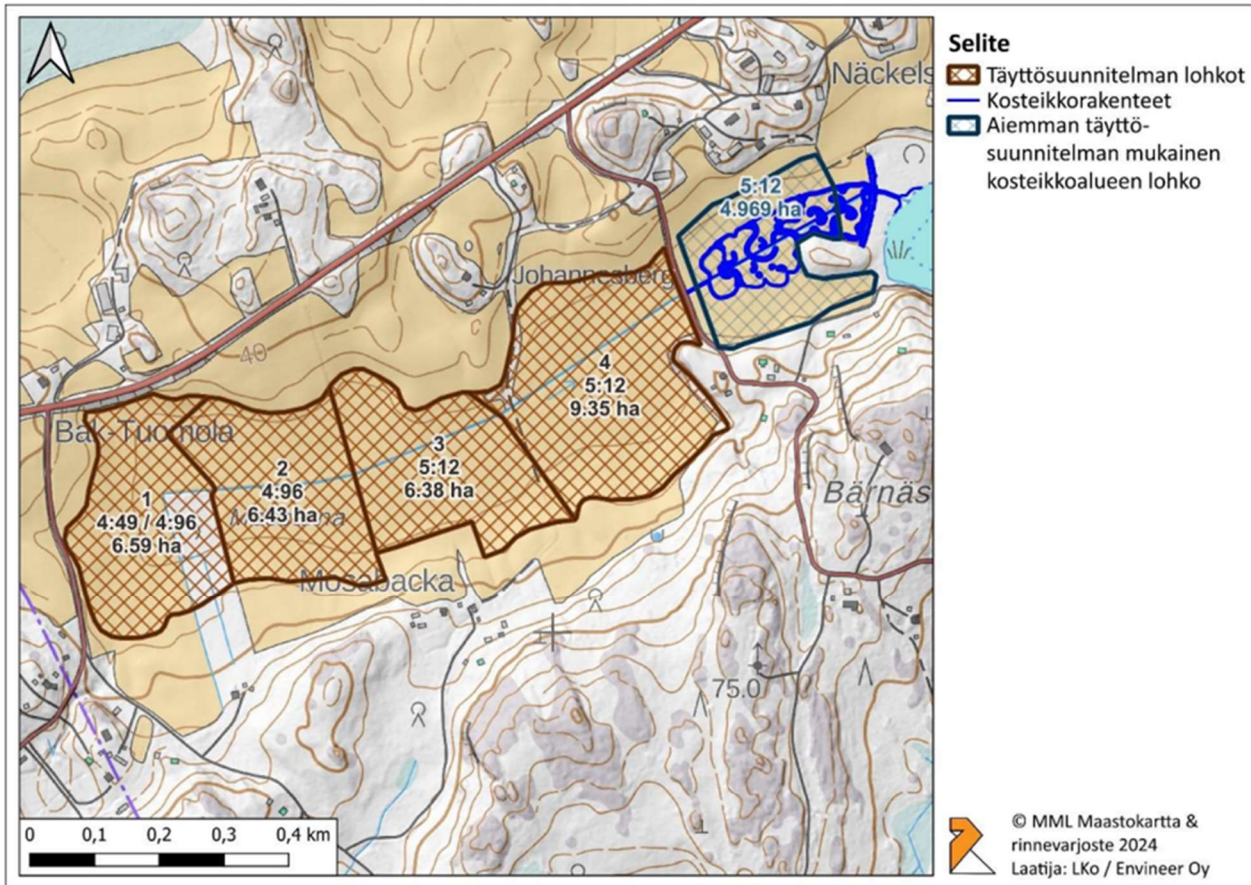 Näckels
5:12
4.969 ha
Johannesberg
40
4
5:12
9.35 ha
Bak-Tuomola
3
5:12
6.38 ha
2
4:96
6.43 ha
1
4:49 / 4:96
6.59 ha
Bärnäs
Mosabacka
75.0
0 0,1 0,2 0,3 0,4 km
Selite
Täyttösuunnitelman lohkot
Kosteikkorakenteet
Aiemman täyttö-
suunnitelman mukainen
kosteikkoalueen lohko
© MML Maastokartta &
rinnevarjoste 2024
Laatija: LKo / Envineer Oy